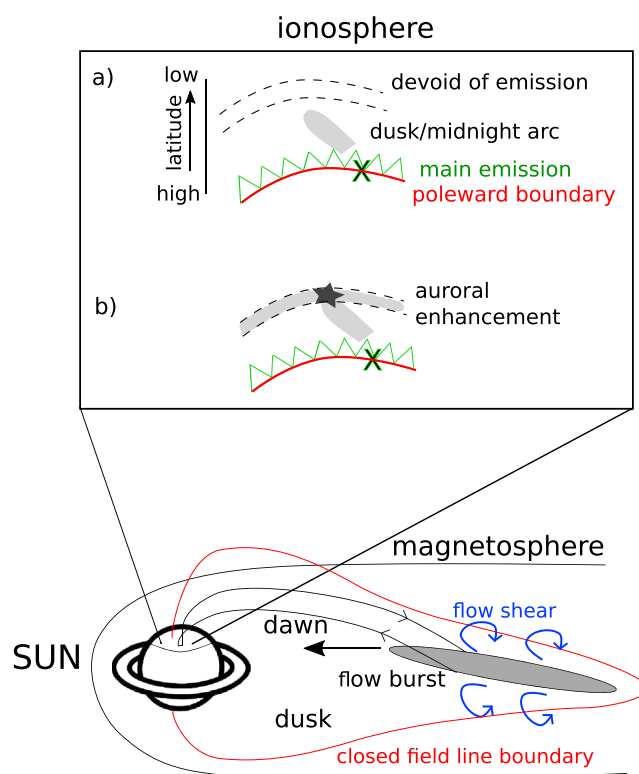 ionosphere
a)
low
devoid of emission
latitude
dusk/midnight arc
main emission
high
poleward boundary
X
b)
auroral
enhancement
X
magnetosphere
flow shear
dawn
SUN
flow burst
dusk
closed field line boundary